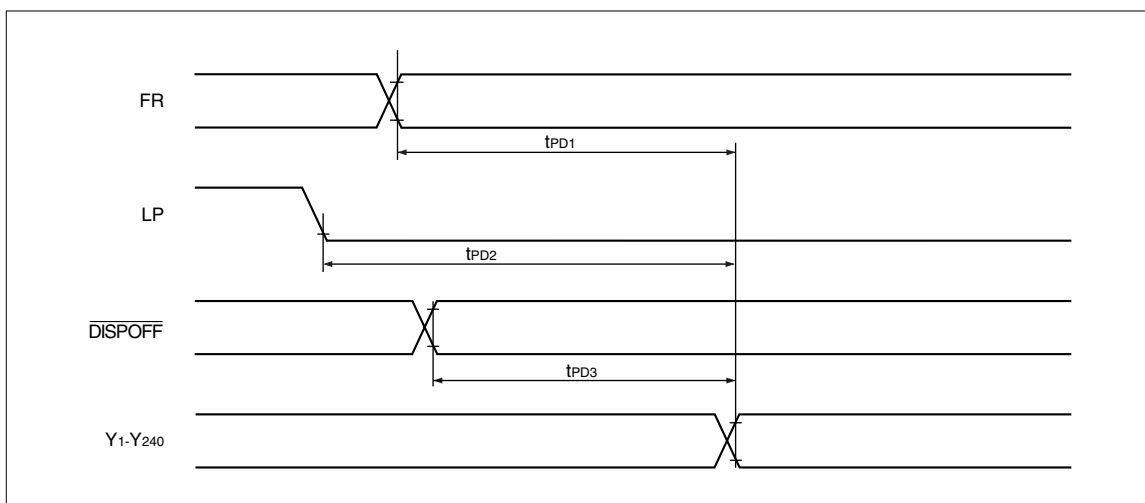 FR
tPD1
LP
tPD2
DISPOFF
tPD3
Y1-Y240